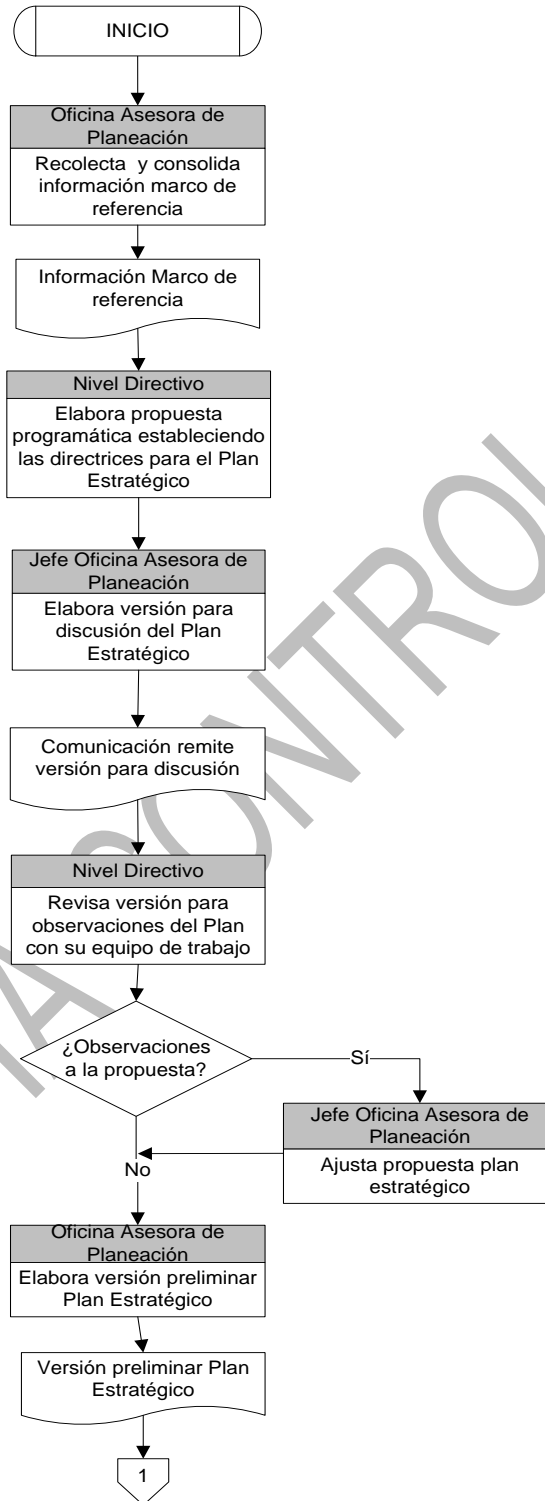 INICIO
Oficina Asesora de
Planeación
Recolecta y consolida
información marco de
referencia
Información Marco de
referencia
Nivel Directivo
Elabora propuesta
programática estableciendo
las directrices para el Plan
Estratégico
Jefe Oficina Asesora de
Planeación
Elabora versión para
discusión del Plan
Estratégico
Comunicación remite
versión para discusión
Nivel Directivo
Revisa versión para
observaciones del Plan
con su equipo de trabajo
¿Observaciones
a la propuesta?
Sí
Jefe Oficina Asesora de
Planeación
Ajusta propuesta plan
estratégico
No
Oficina Asesora de
Planeación
Elabora versión preliminar
Plan Estratégico
Versión preliminar Plan
Estratégico
1